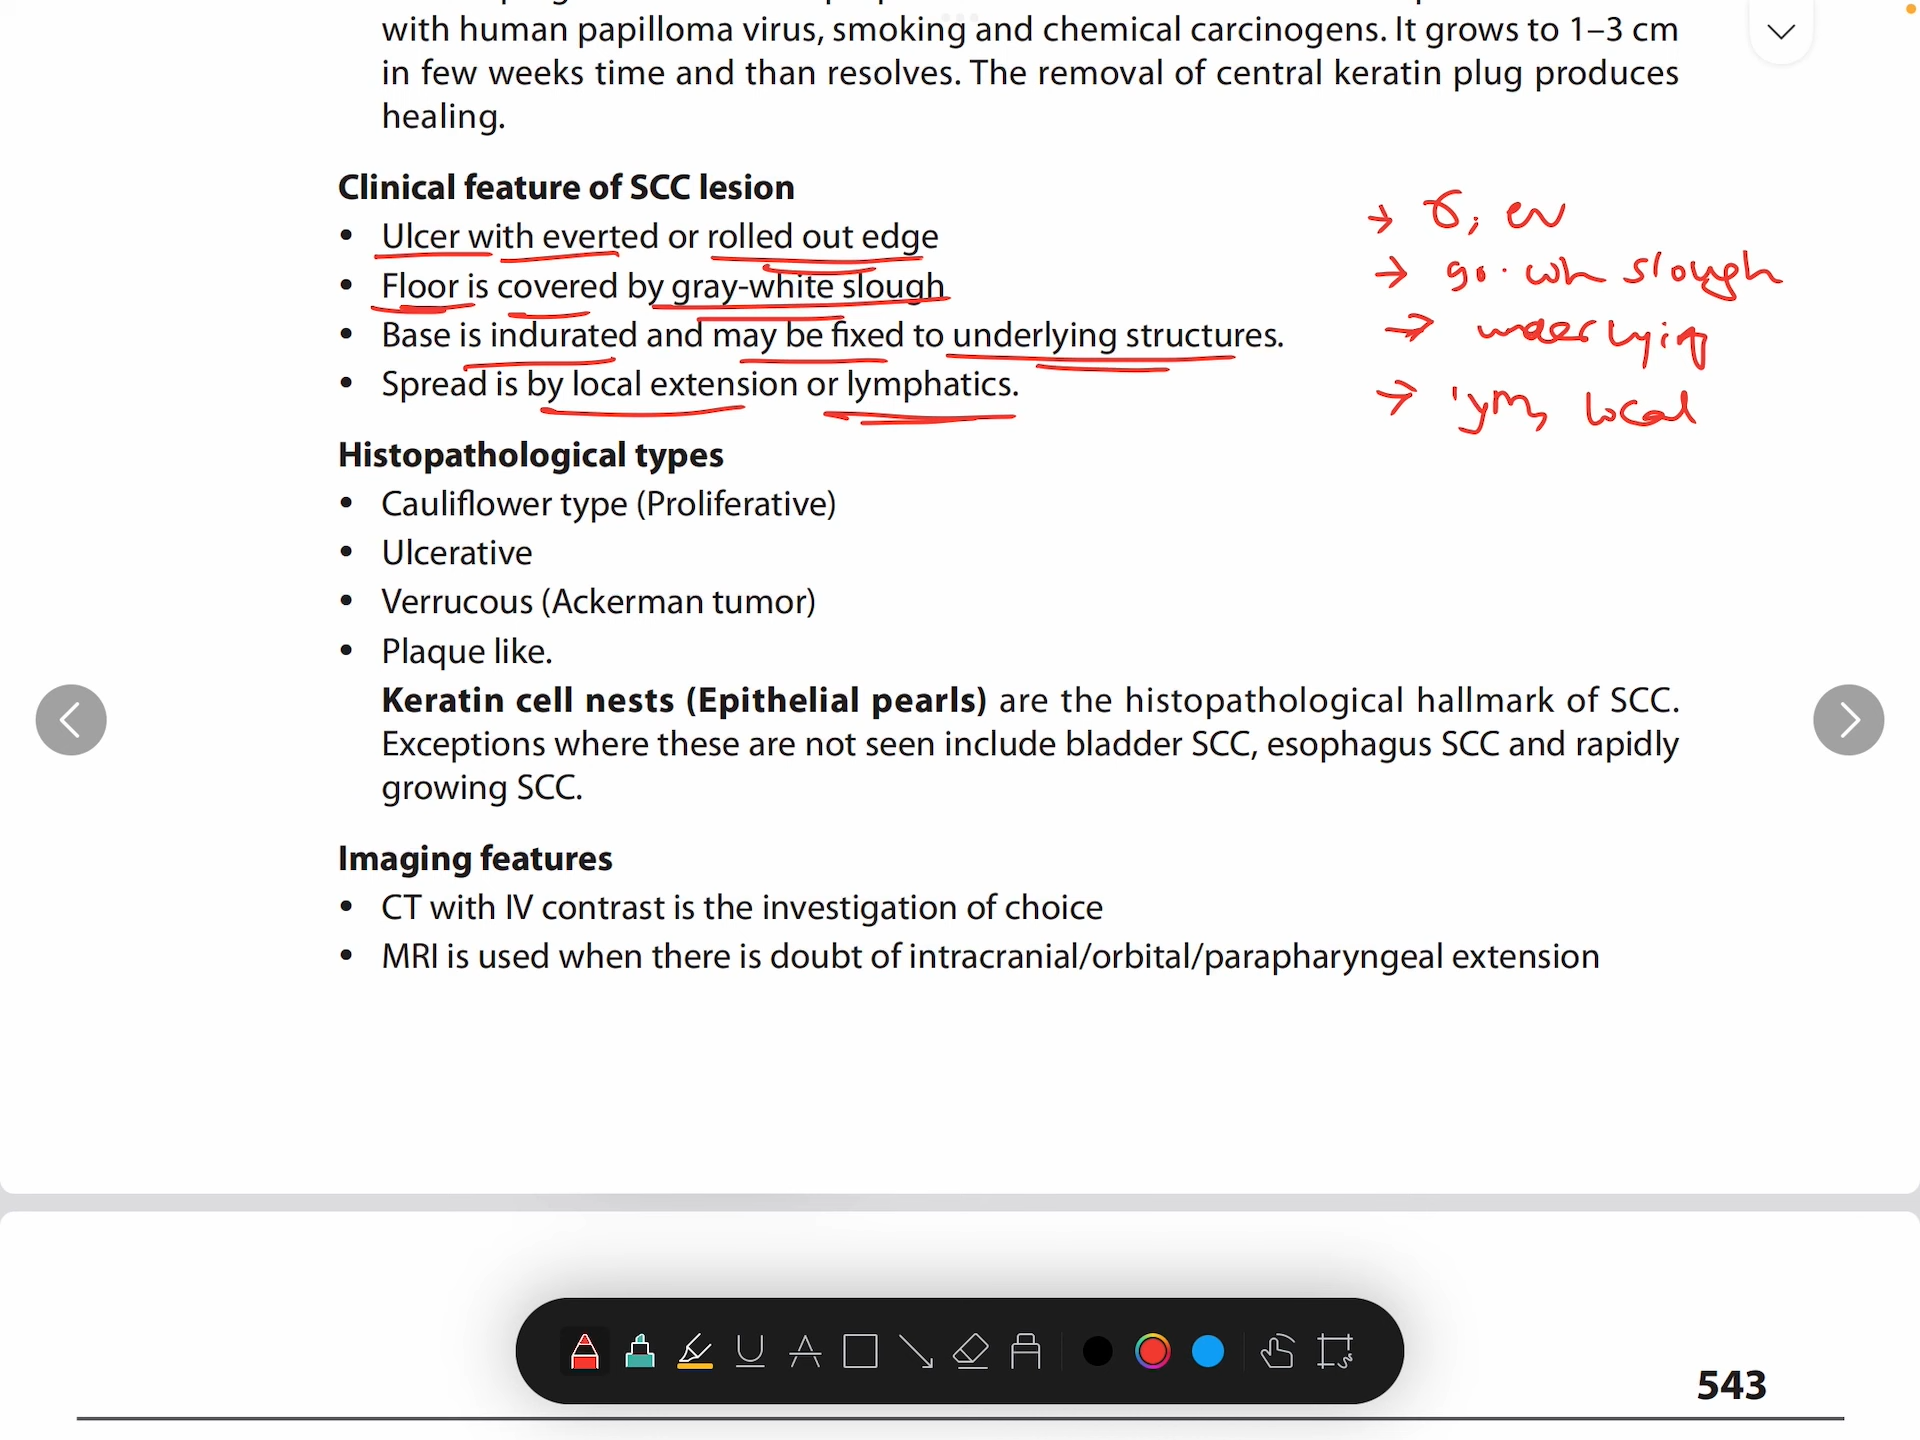 with human papilloma virus, smoking and chemical carcinogens. It grows to 1–3 cm
in few weeks time and than resolves. The removal of central keratin plug produces
healing.
Clinical feature of SCC lesion
• Ulcer with everted or rolled out edge
• Floor is covered by gray-white slough
• Base is indurated and may be fixed to underlying structures.
• Spread is by local extension or lymphatics.
→ ev
→ wh slough
→ underlying
→ local
Histopathological types
• Cauliflower type (Proliferative)
• Ulcerative
• Verrucous (Ackerman tumor)
• Plaque like.
Keratin cell nests (Epithelial pearls) are the histopathological hallmark of SCC.
Exceptions where these are not seen include bladder SCC, esophagus SCC and rapidly
growing SCC.
Imaging features
• CT with IV contrast is the investigation of choice
• MRI is used when there is doubt of intracranial/orbital/parapharyngeal extension
543